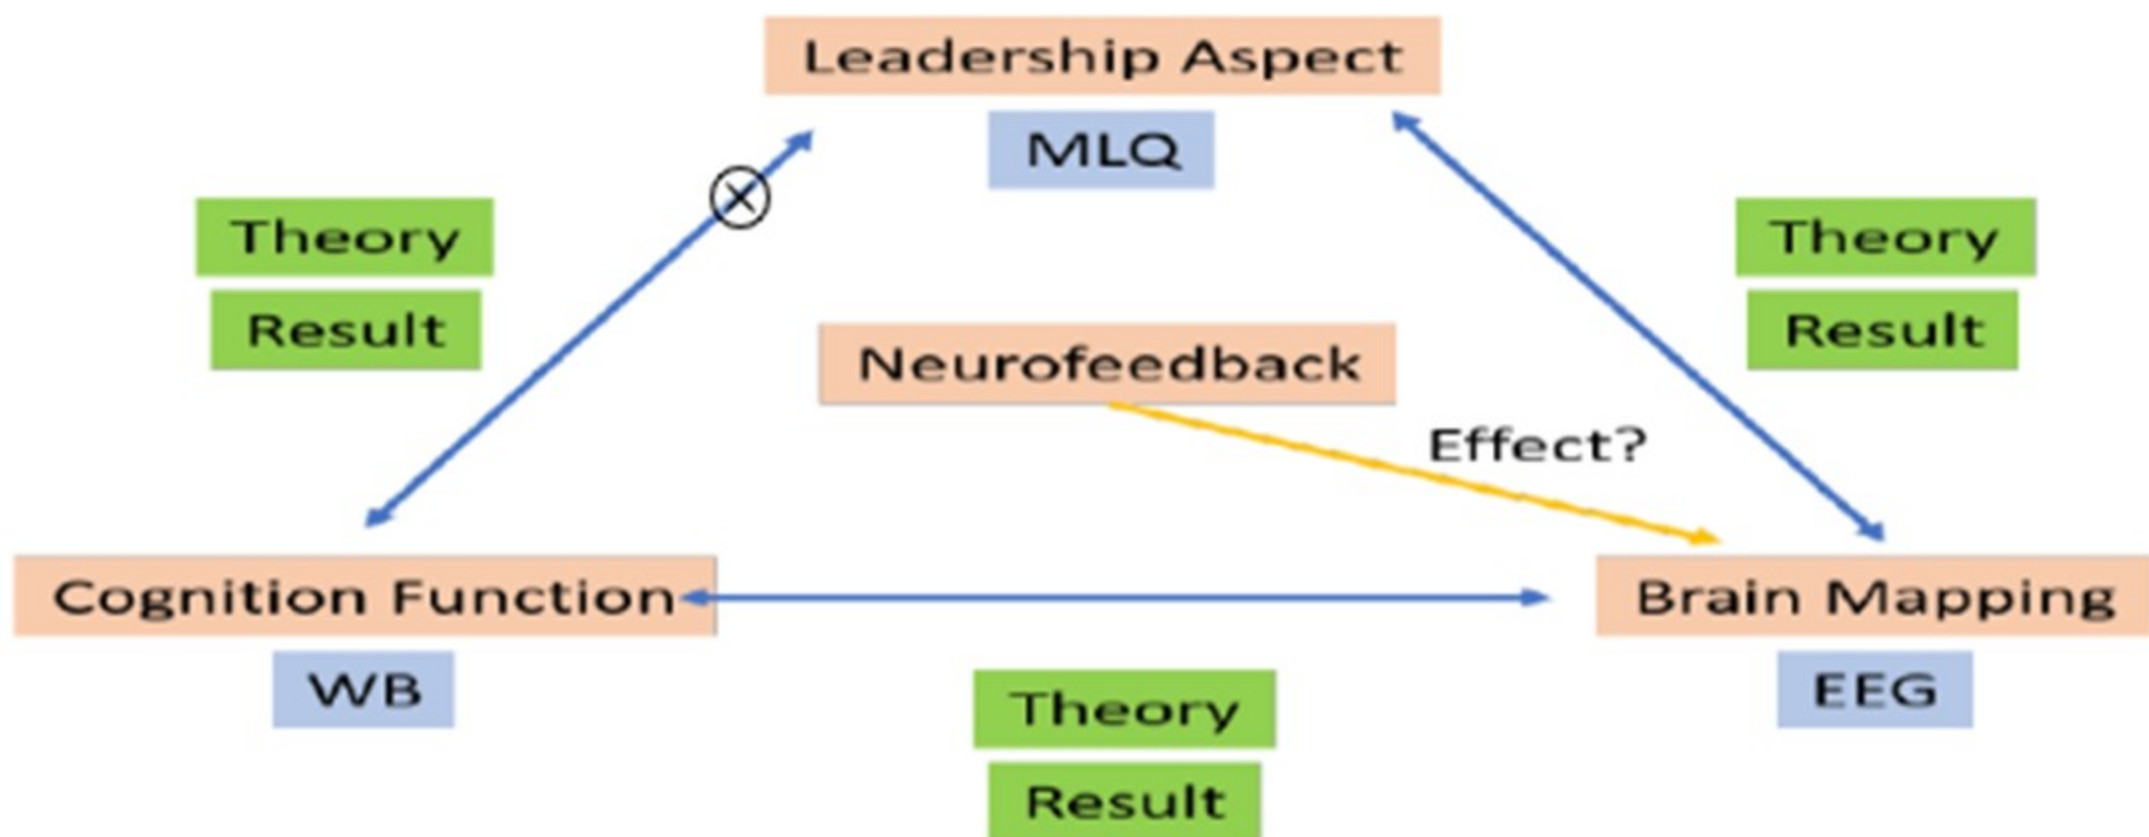 Leadership Aspect
MLQ
Theory
Result
Theory
Result
Neurofeedback
Effect?
Cognition Function
Brain Mapping
WB
EEG
Theory
Result